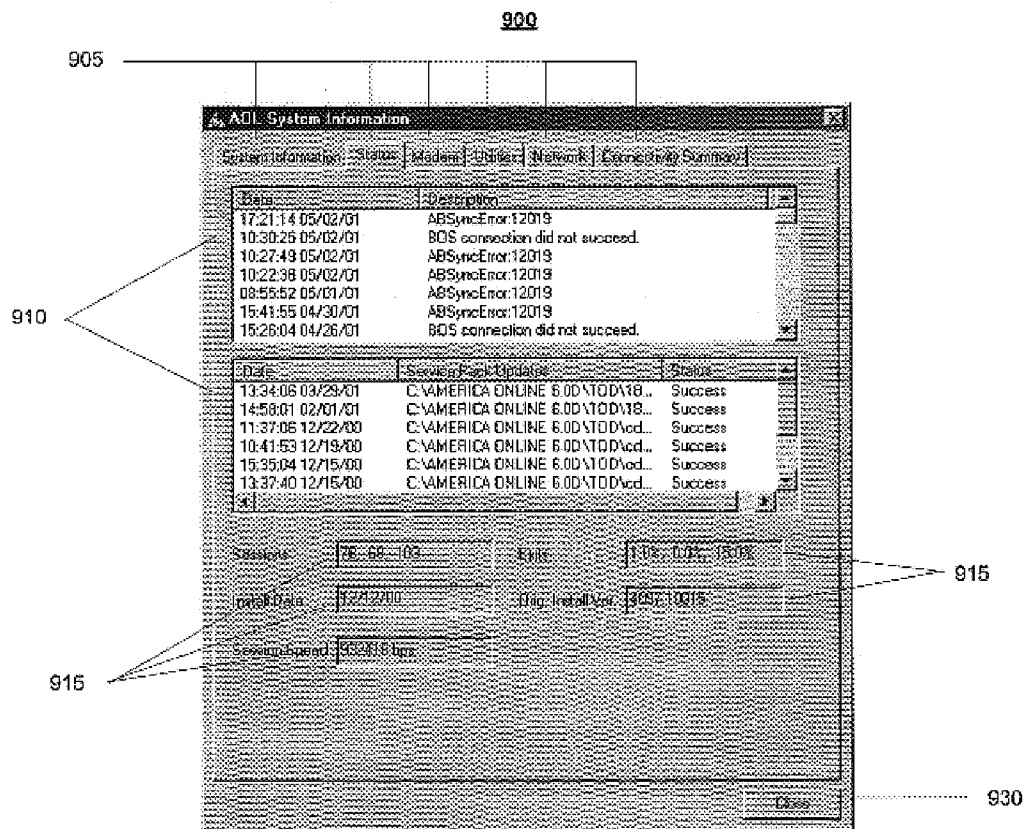 900
905
AOL System Information
System Information Status Modem Utilities Network Connectivity Summary
Date Description
17:21:14 05/02/01 ABSyncError:12019
10:30:25 05/02/01 BOS connection did not succeed.
10:27:49 05/02/01 ABSyncError:12019
10:22:38 05/02/01 ABSyncError:12019
08:55:52 05/01/01 ABSyncError:12019
15:41:55 04/30/01 ABSyncError:12019
15:26:04 04/26/01 BOS connection did not succeed.
910
Date Service Pack Updates Status
13:34:06 03/29/01 C:\AMERICA ONLINE 6.0D\TOD\18... Success
14:58:01 02/01/01 C:\AMERICA ONLINE 6.0D\TOD\18... Success
11:37:06 12/22/00 C:\AMERICA ONLINE 6.0D\TOD\cd... Success
10:41:53 12/19/00 C:\AMERICA ONLINE 6.0D\TOD\cd... Success
15:35:04 12/15/00 C:\AMERICA ONLINE 6.0D\TOD\cd... Success
13:37:40 12/15/00 C:\AMERICA ONLINE 6.0D\TOD\cd... Success
Sessions: 78, 68, 103 Exits:
915
Install Date: 12/12/00 Orig. Install Ver:
Session Speed: bps
915
Close
930